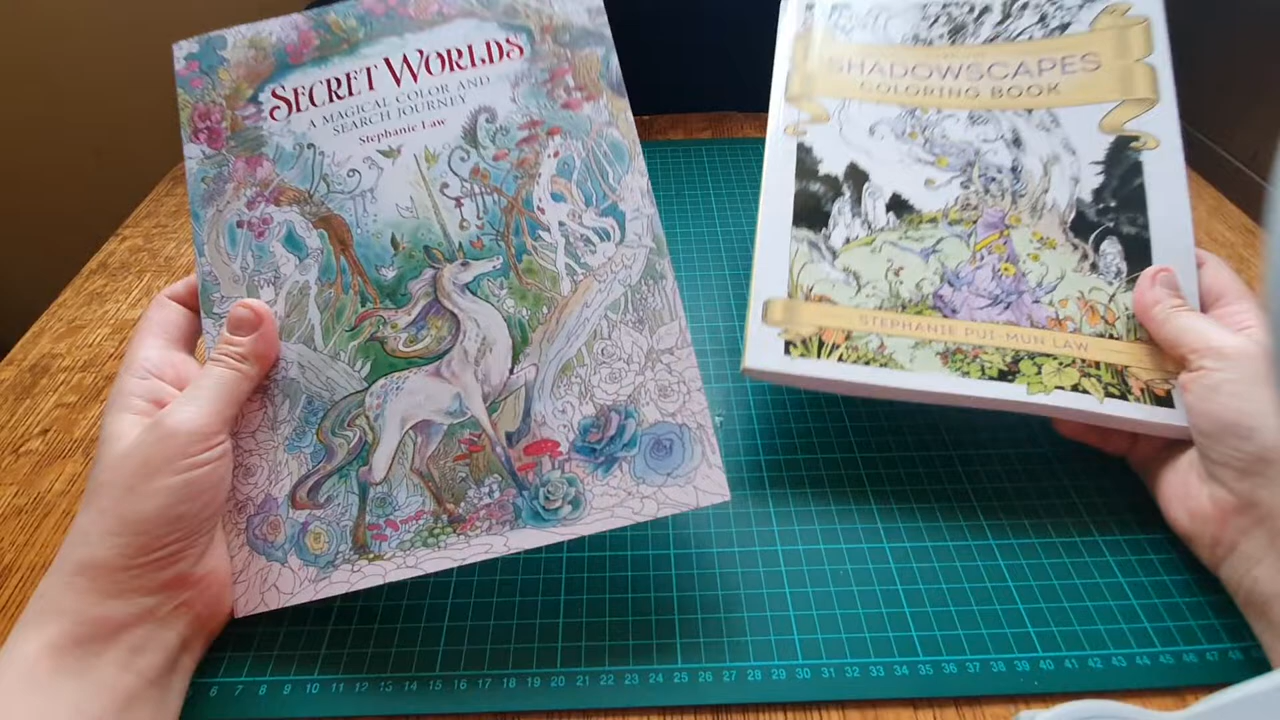 SECRET WORLDS
A MAGICAL COLOR AND
SEARCH JOURNEY
Stephanie Law
SHADOWSCAPES
COLORING BOOK
STEPHANIE PUI-MUN LAW
6 7 8 9 10 11 12 13 14 15 16 17 18 19 20 21 22 23 24 25 26 27 28 29 30 31 32 33 34 35 36 37 38 39 40 41 42 43 44 45 46 47 48